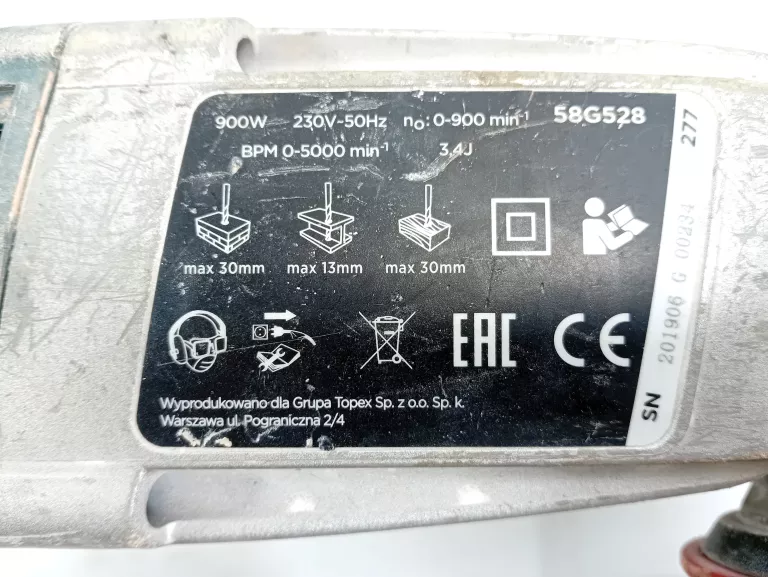 900W 230V~50Hz n₀: 0-900 min⁻¹ 58G528
BPM 0-5000 min⁻¹ 3.4J
max 30mm max 13mm max 30mm
EAC CE
Wyprodukowano dla Grupa Topex Sp. z o.o. Sp. k.
Warszawa ul. Pograniczna 2/4
SN 201906 G 00234 277